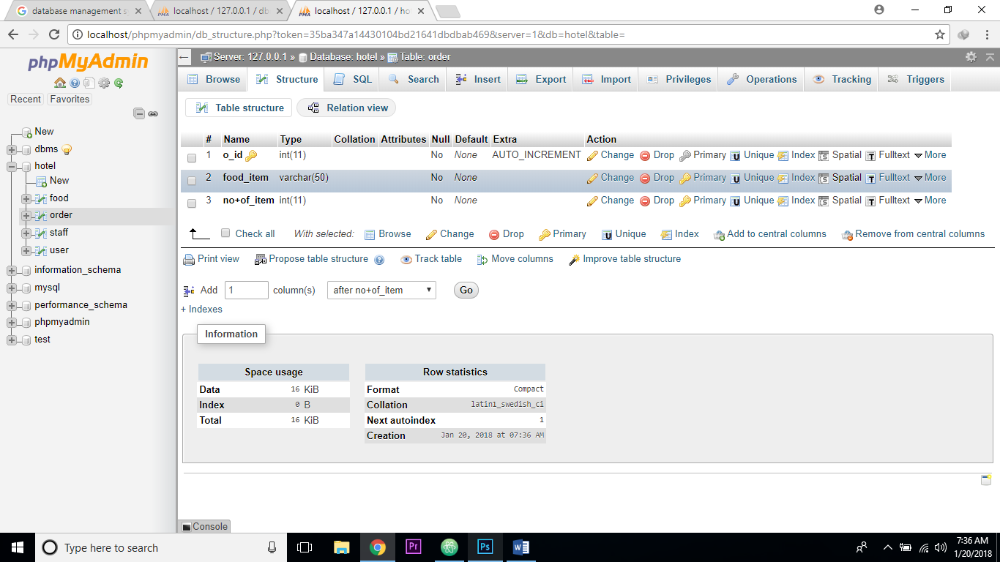 database management s
localhost / 127.0.0.1 / db
localhost / 127.0.0.1 / ho
localhost/phpmyadmin/db_structure.php?token=35ba347a14430104bd21641dbdbab469&server=1&db=hotel&table=
phpMyAdmin
Recent Favorites
New
dbms
hotel
New
food
order
staff
user
information_schema
mysql
performance_schema
phpmyadmin
test
Server: 127.0.0.1 » Database: hotel » Table: order
Browse Structure SQL Search Insert Export Import Privileges Operations Tracking Triggers
Table structure Relation view
# Name Type Collation Attributes Null Default Extra Action
1 o_id int(11) No None AUTO_INCREMENT Change Drop Primary Unique Index Spatial Fulltext More
2 food_item varchar(50) No None Change Drop Primary Unique Index Spatial Fulltext More
3 no+of_item int(11) No None Change Drop Primary Unique Index Spatial Fulltext More
Check all With selected: Browse Change Drop Primary Unique Index Add to central columns Remove from central columns
Print view Propose table structure Track table Move columns Improve table structure
Add 1 column(s) after no+of_item Go
+ Indexes
Information
Space usage
Data 16 KiB
Index 0 B
Total 16 KiB
Row statistics
Format Compact
Collation latin1_swedish_ci
Next autoindex 1
Creation Jan 20, 2018 at 07:36 AM
Console
Type here to search
7:36 AM
1/20/2018